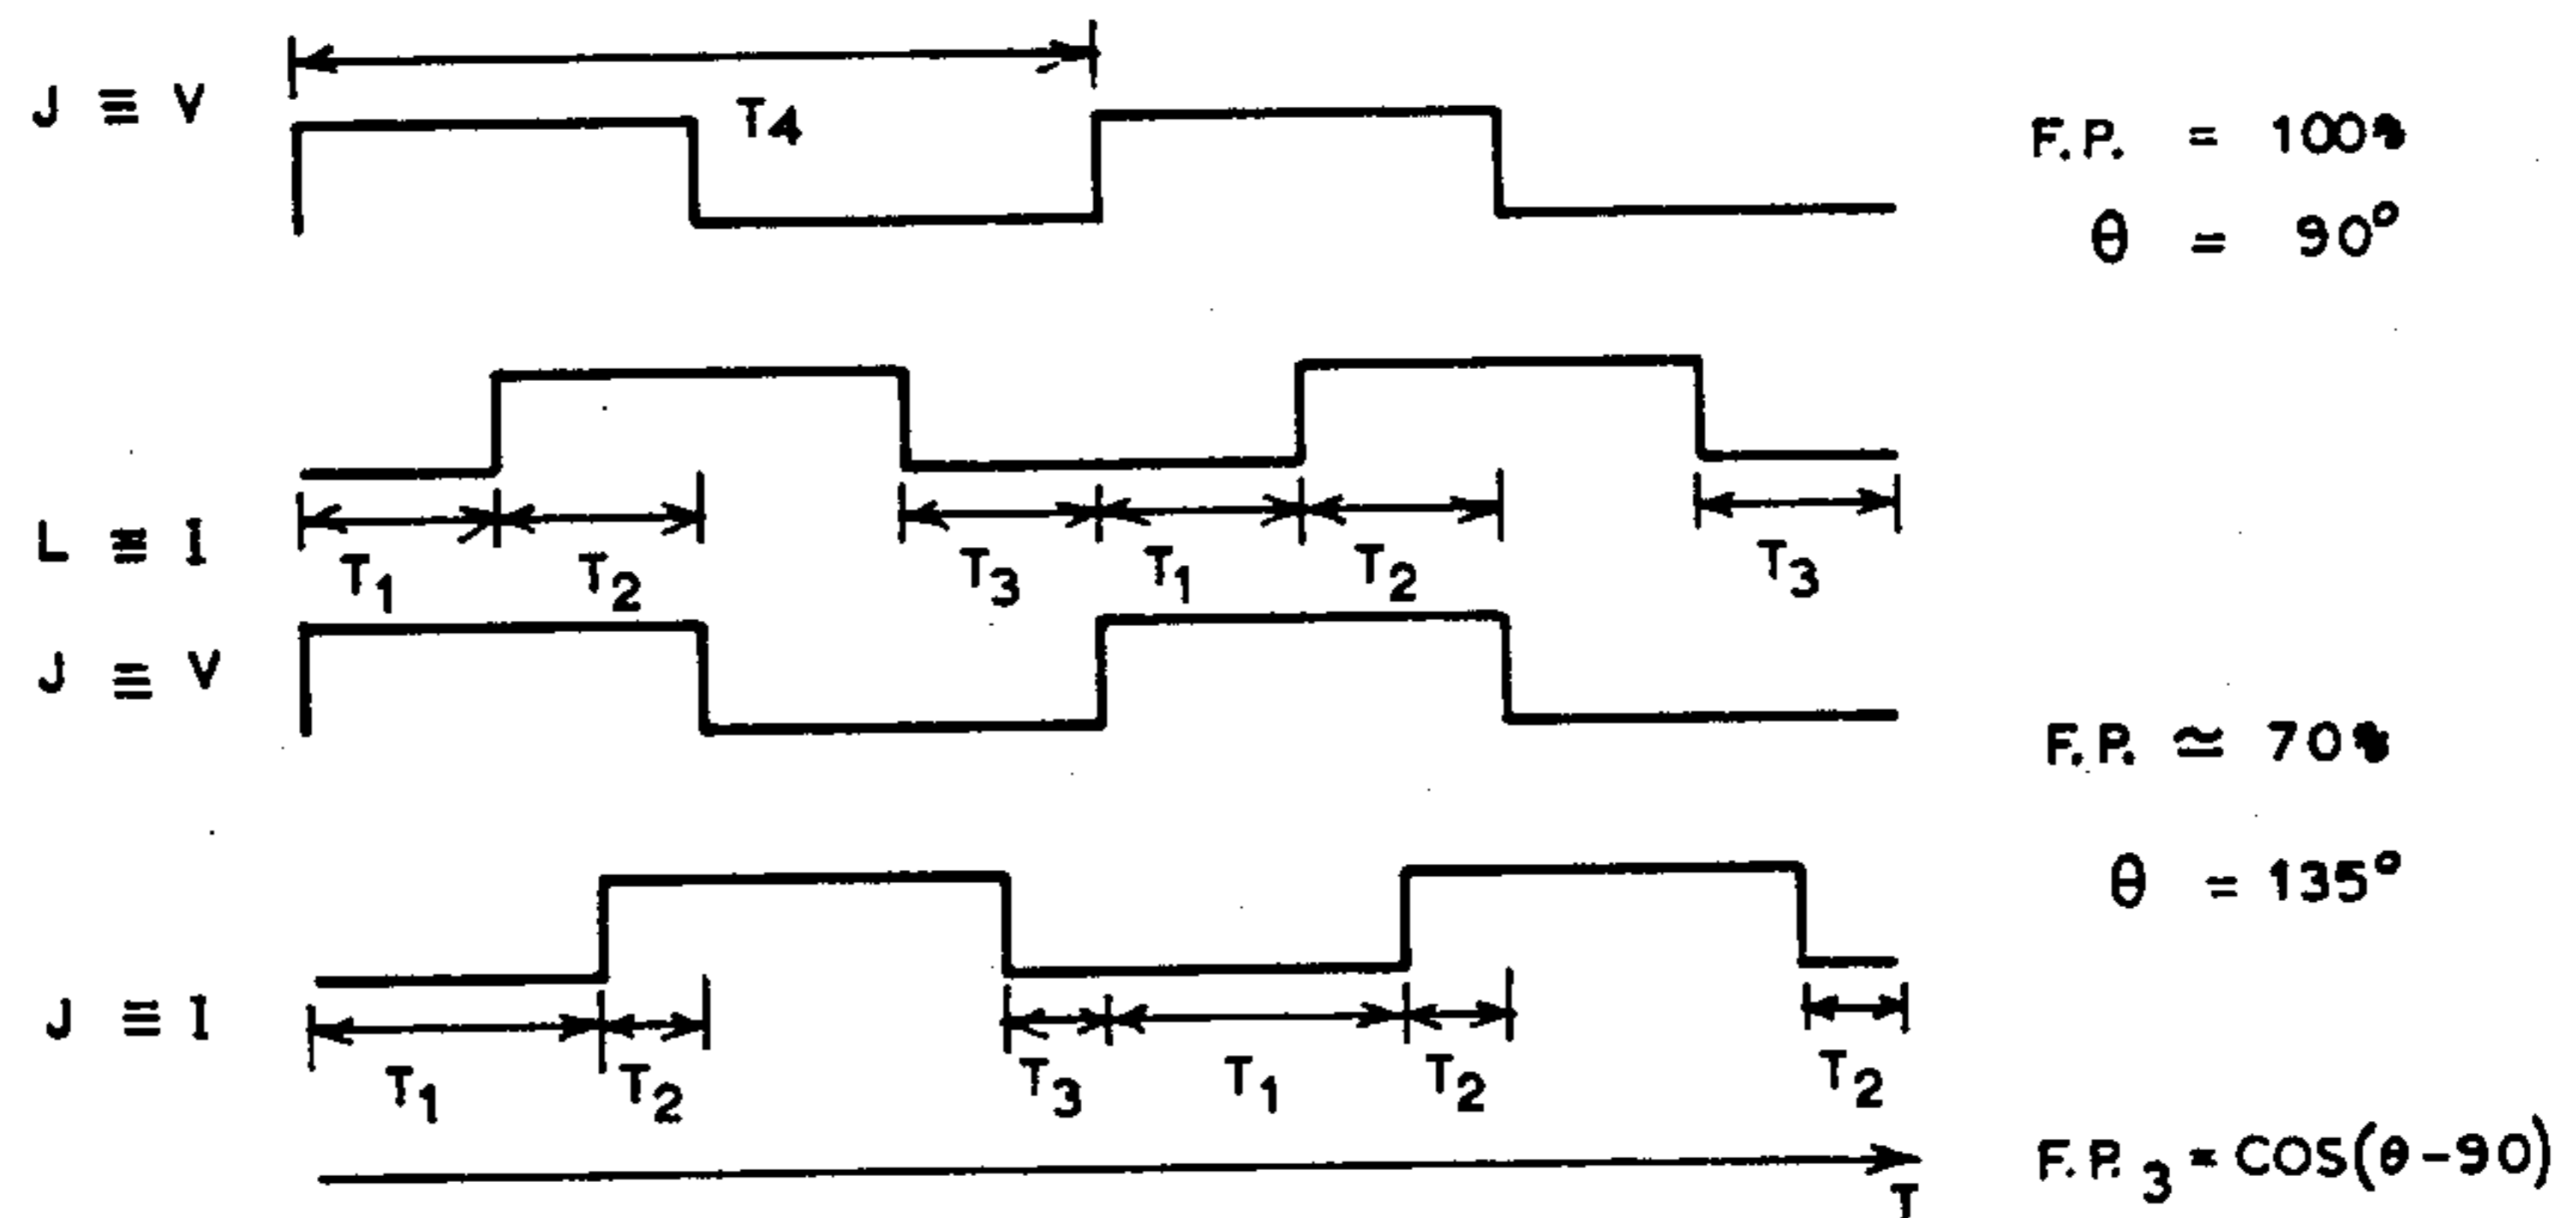 J ≅ V
T4
F.P. = 100%
θ = 90°
L ≅ I
T1 T2 T3 T1 T2 T3
J ≅ V
F.P. ≃ 70%
θ = 135°
J ≅ I
T1 T2 T3 T1 T2 T2
T
F.P.3 = COS(θ-90)